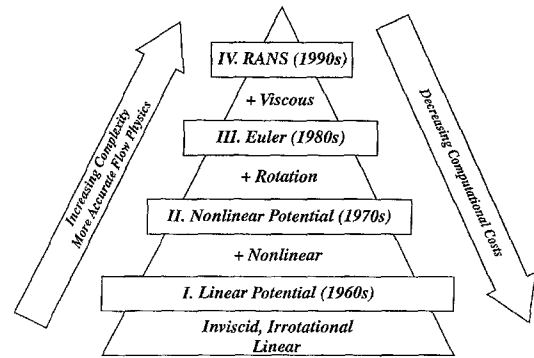 IV. RANS (1990s)
+ Viscous
III. Euler (1980s)
+ Rotation
II. Nonlinear Potential (1970s)
+ Nonlinear
I. Linear Potential (1960s)
Inviscid, Irrotational
Linear
Increasing Complexity
More Accurate Flow Physics
Decreasing Computational Costs